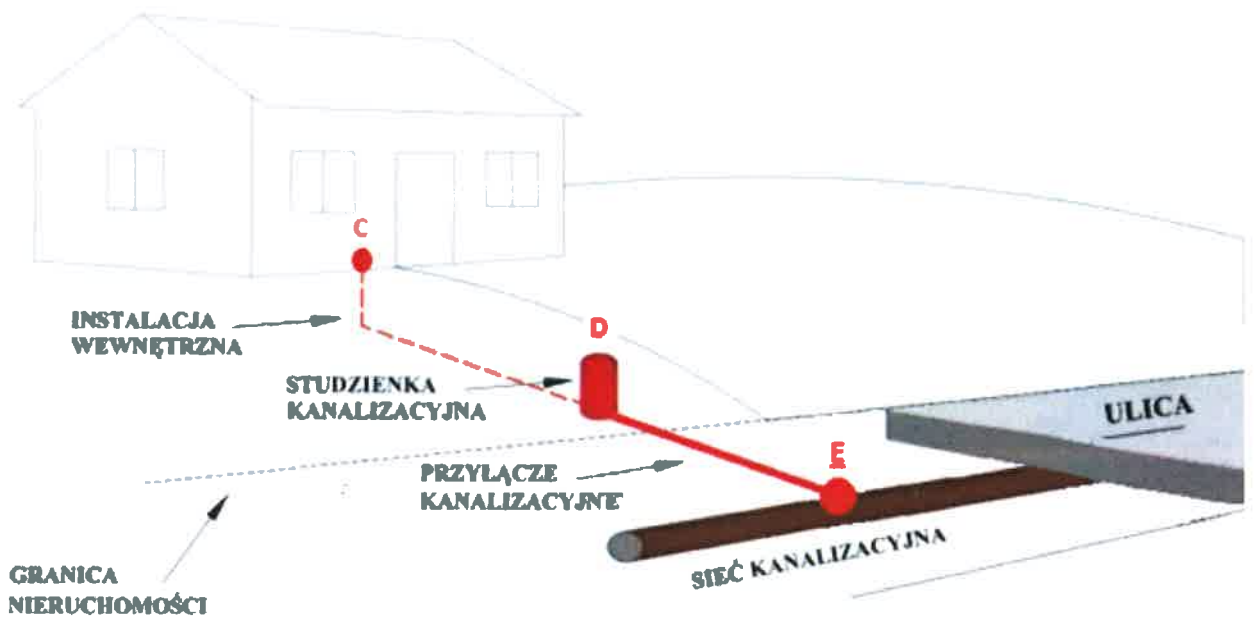 C
INSTALACJA
WEWNĘTRZNA
D
STUDZIENKA
KANALIZACYJNA
ULICA
E
PRZYŁĄCZE
KANALIZACYJNE
SIEĆ KANALIZACYJNA
GRANICA
NIERUCHOMOŚCI